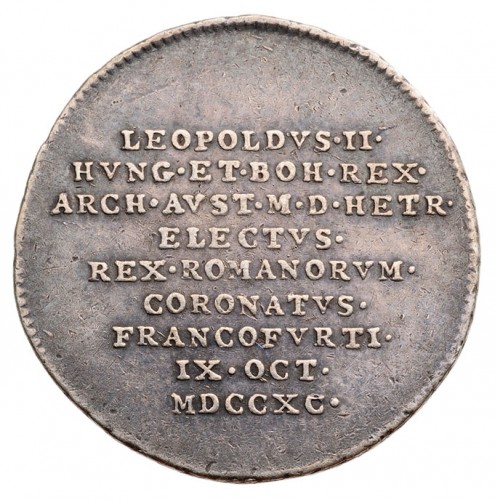 LEOPOLDVS·II·
HVNG·ET·BOH·REX·
ARCH·AVST·M·D·HETR·
ELECTVS·
REX·ROMANORVM·
CORONATVS·
FRANCOFVRTI·
IX·OCT·
MDCCXC·